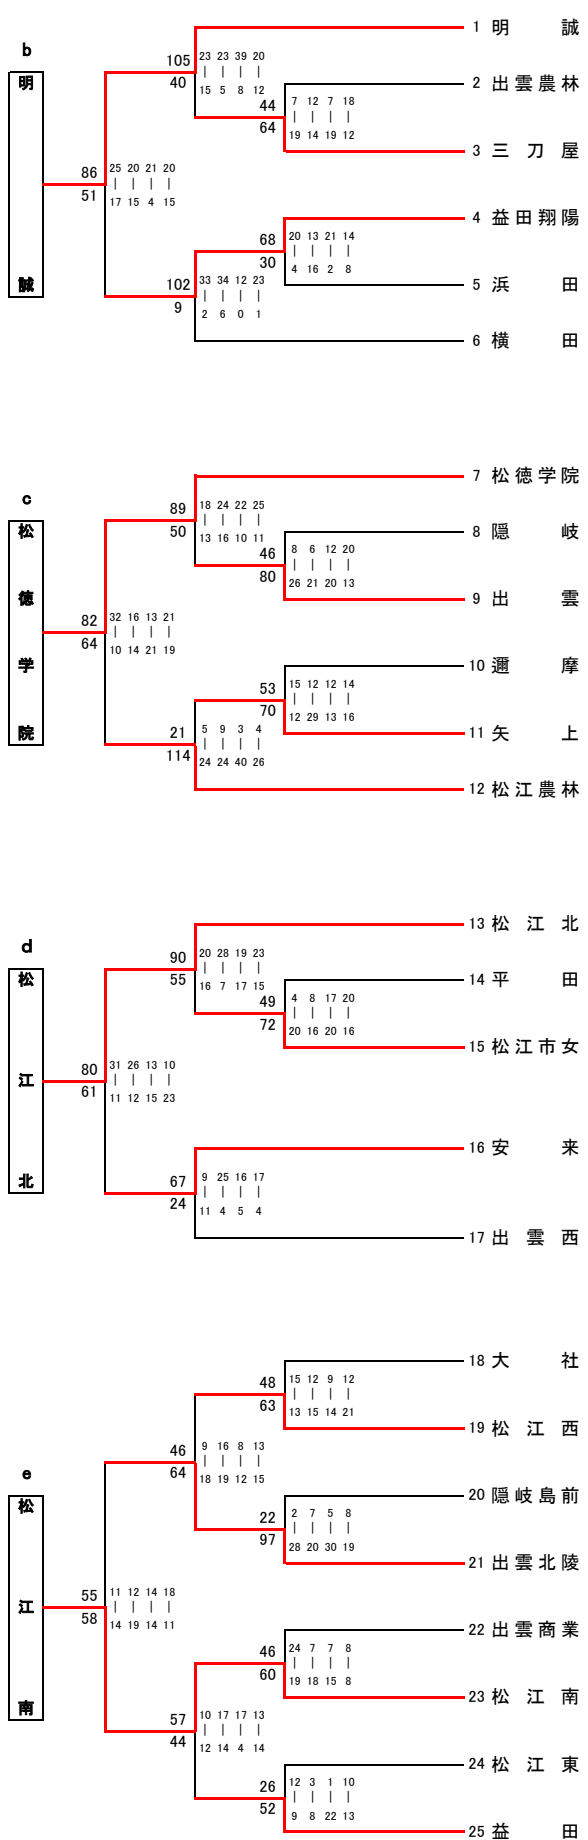 1 明誠
b
105 23 23 39 20
明
40 15 5 8 12
2 出雲農林
44 7 12 7 18
64 19 14 19 12
3 三刀屋
86 25 20 21 20
51 17 15 4 15
4 益田翔陽
68 20 13 21 14
30 4 16 2 8
誠
102 33 34 12 23
9 2 6 0 1
5 浜田
6 横田
7 松徳学院
c
89 18 24 22 25
松
50 13 16 10 11
8 隠岐
46 8 6 12 20
80 26 21 20 13
徳
9 出雲
82 32 16 13 21
64 10 14 21 19
学
10 邇摩
53 15 12 12 14
70 12 29 13 16
院
21 5 9 3 4
114 24 24 40 26
11 矢上
12 松江農林
13 松江北
d
90 20 28 19 23
松
55 16 7 17 15
14 平田
49 4 8 17 20
72 20 16 20 16
15 松江市女
80 31 26 13 10
江
61 11 12 15 23
16 安来
北
67 9 25 16 17
24 11 4 5 4
17 出雲西
18 大社
48 15 12 9 12
63 13 15 14 21
19 松江西
e
46 9 16 8 13
64 18 19 12 15
松
20 隠岐島前
22 2 7 5 8
97 28 20 30 19
21 出雲北陵
55 11 12 14 18
江
58 14 19 14 11
22 出雲商業
46 24 7 7 8
60 19 18 15 8
23 松江南
南
57 10 17 17 13
44 12 14 4 14
24 松江東
26 12 3 1 10
52 9 8 22 13
25 益田